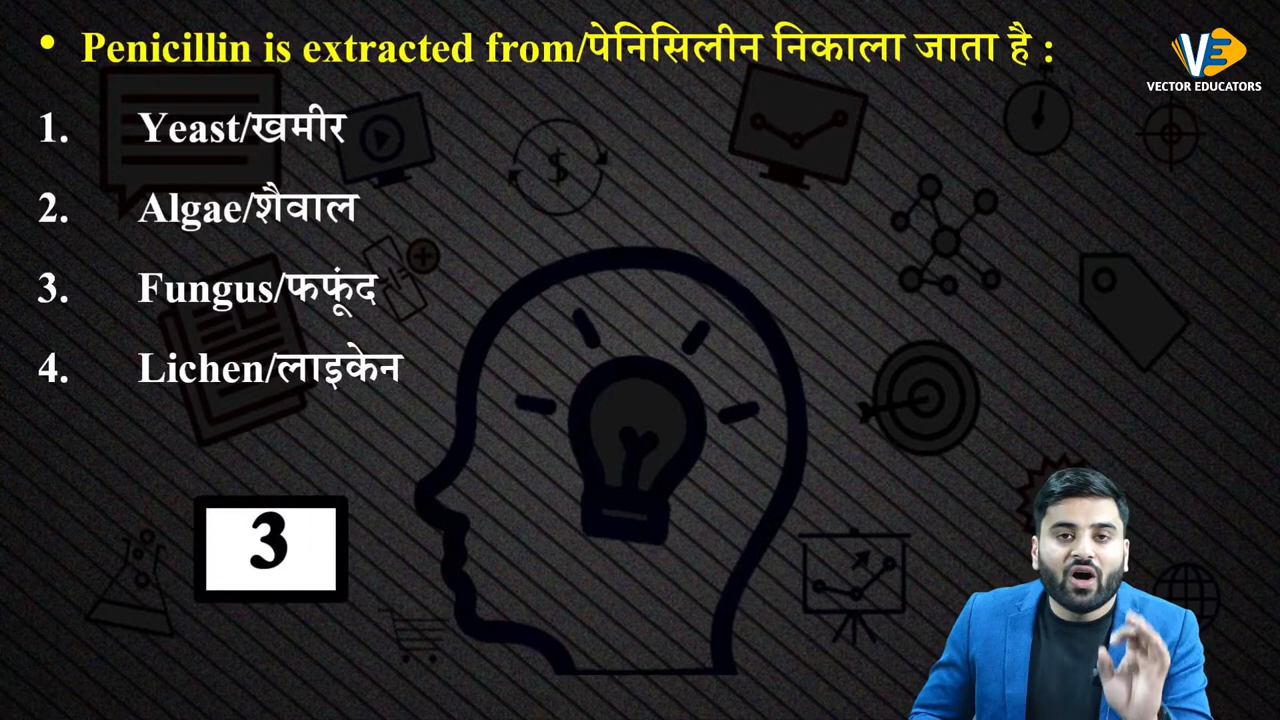 • Penicillin is extracted from/पेनिसिलीन निकाला जाता है :
VECTOR EDUCATORS
1. Yeast/खमीर
2. Algae/शैवाल
3. Fungus/फफूंद
4. Lichen/लाइकेन
3